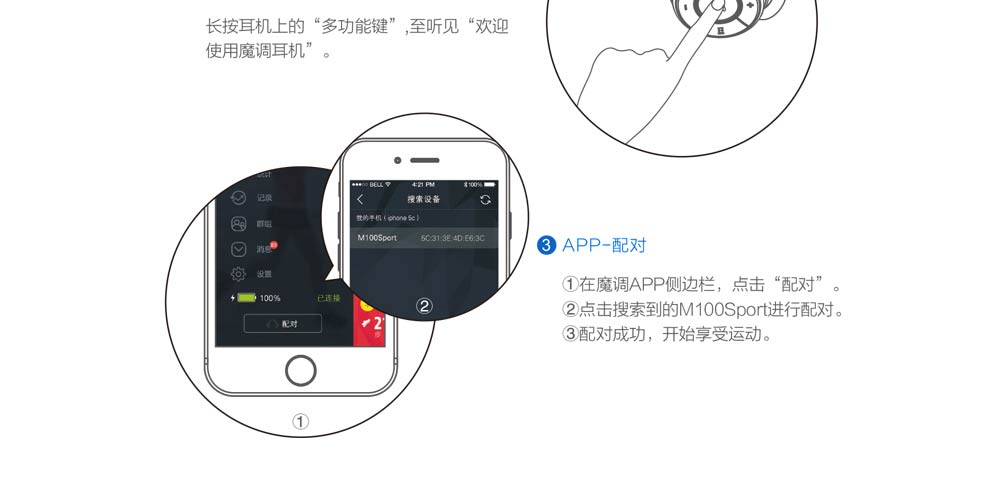 长按耳机上的“多功能键”,至听见“欢迎
使用魔调耳机”。
记录
群组
消息
设置
100%
已连接
配对
①
BELL
4:21 PM
100%
搜索设备
我的手机（iphone 5c）
M100Sport 5C:31:3E:4D:E6:3C
②
3 APP-配对
①在魔调APP侧边栏，点击“配对”。
②点击搜索到的M100Sport进行配对。
③配对成功，开始享受运动。